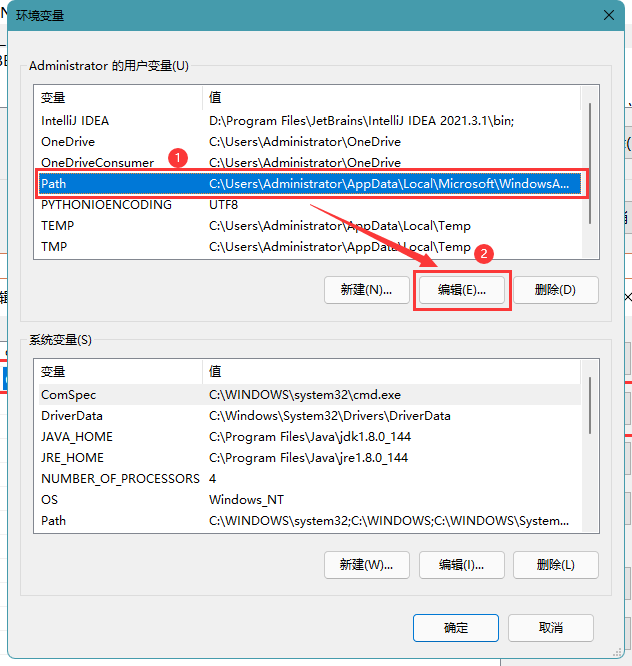 环境变量
Administrator 的用户变量(U)
变量 值
IntelliJ IDEA D:\Program Files\JetBrains\IntelliJ IDEA 2021.3.1\bin;
OneDrive C:\Users\Administrator\OneDrive
OneDriveConsumer C:\Users\Administrator\OneDrive
1
Path C:\Users\Administrator\AppData\Local\Microsoft\WindowsA...
PYTHONIOENCODING UTF8
TEMP C:\Users\Administrator\AppData\Local\Temp
TMP C:\Users\Administrator\AppData\Local\Temp
2
新建(N)... 编辑(E)... 删除(D)
系统变量(S)
变量 值
ComSpec C:\WINDOWS\system32\cmd.exe
DriverData C:\Windows\System32\Drivers\DriverData
JAVA_HOME C:\Program Files\Java\jdk1.8.0_144
JRE_HOME C:\Program Files\Java\jre1.8.0_144
NUMBER_OF_PROCESSORS 4
OS Windows_NT
Path C:\WINDOWS\system32;C:\WINDOWS;C:\WINDOWS\System...
新建(W)... 编辑(I)... 删除(L)
确定 取消